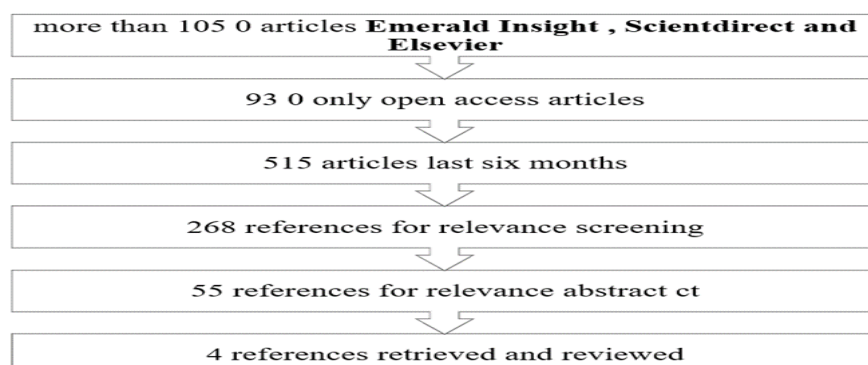 more than 105 0 articles Emerald Insight , Scientdirect and
Elsevier
93 0 only open access articles
515 articles last six months
268 references for relevance screening
55 references for relevance abstract ct
4 references retrieved and reviewed